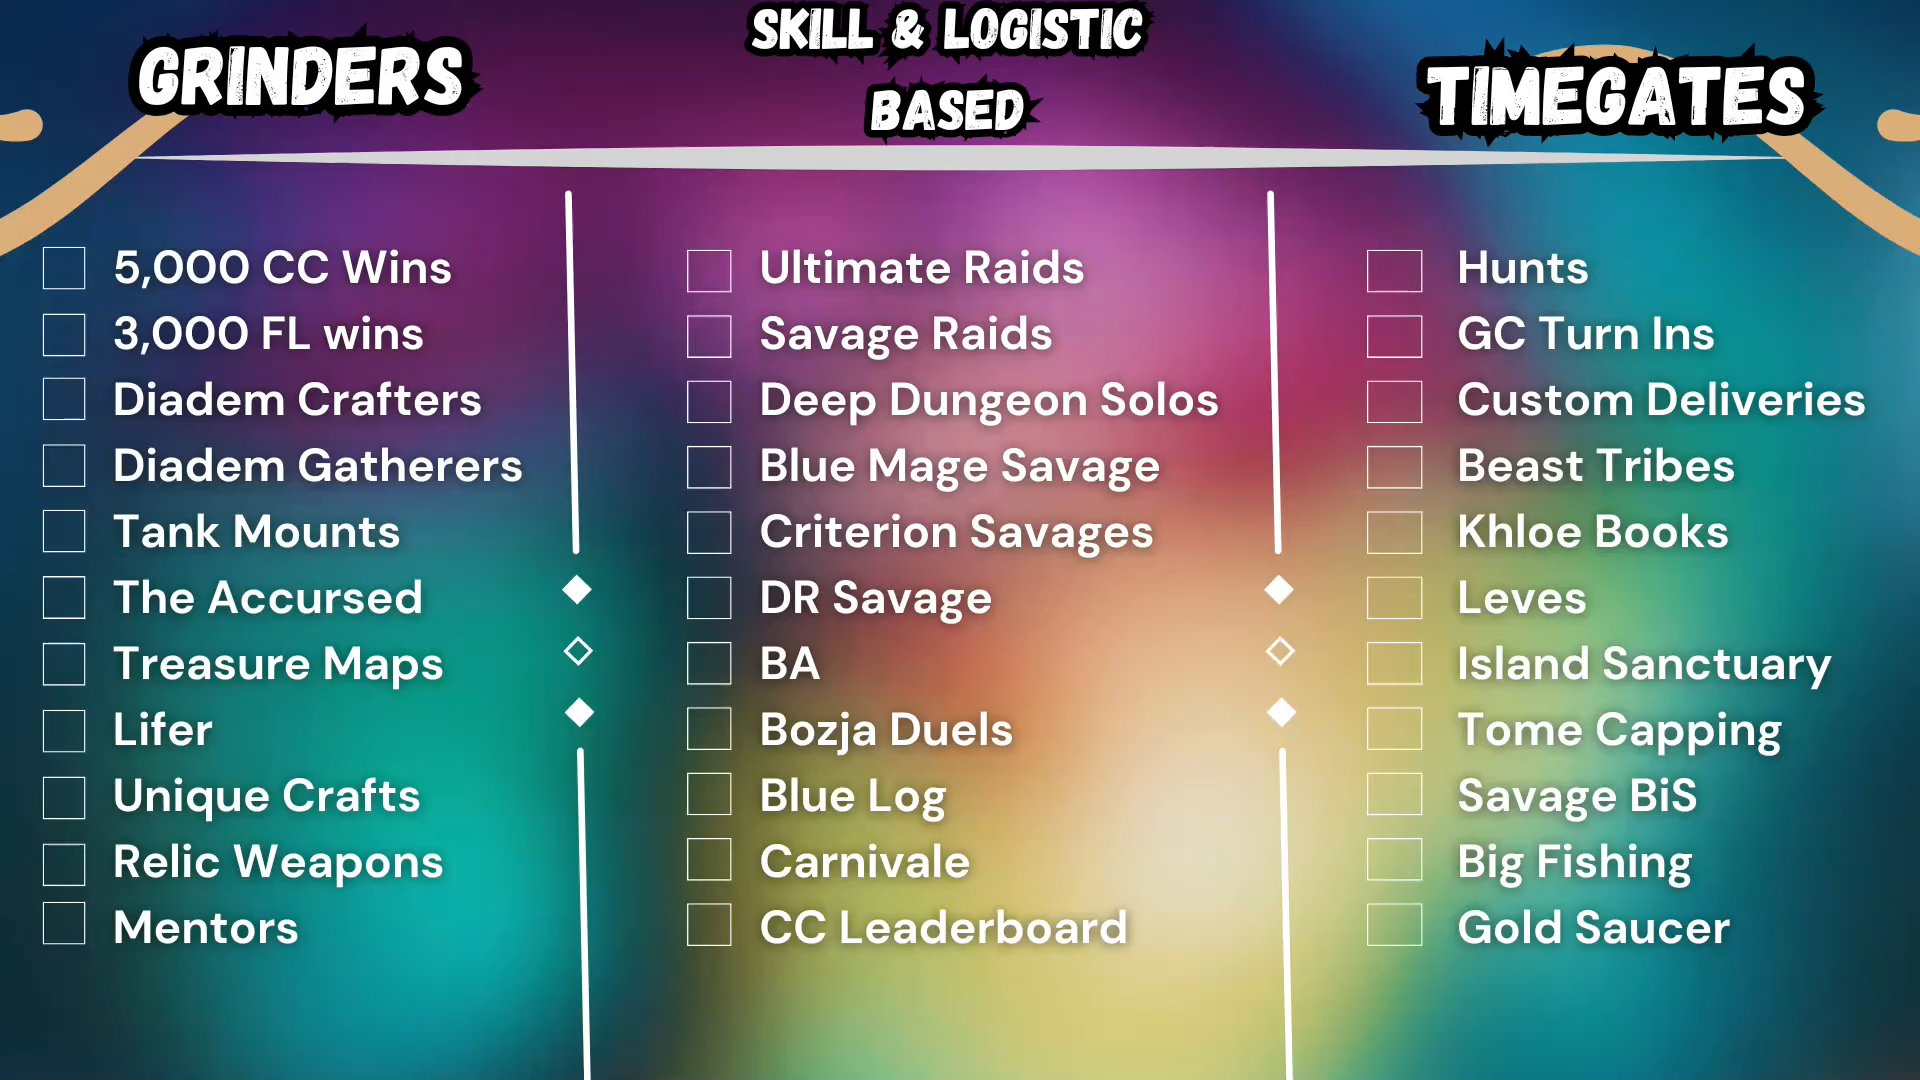 GRINDERS
5,000 CC Wins
3,000 FL wins
Diadem Crafters
Diadem Gatherers
Tank Mounts
The Accursed
Treasure Maps
Lifer
Unique Crafts
Relic Weapons
Mentors
SKILL & LOGISTIC
BASED
Ultimate Raids
Savage Raids
Deep Dungeon Solos
Blue Mage Savage
Criterion Savages
DR Savage
BA
Bozja Duels
Blue Log
Carnivale
CC Leaderboard
TIMEGATES
Hunts
GC Turn Ins
Custom Deliveries
Beast Tribes
Khloe Books
Leves
Island Sanctuary
Tome Capping
Savage BiS
Big Fishing
Gold Saucer